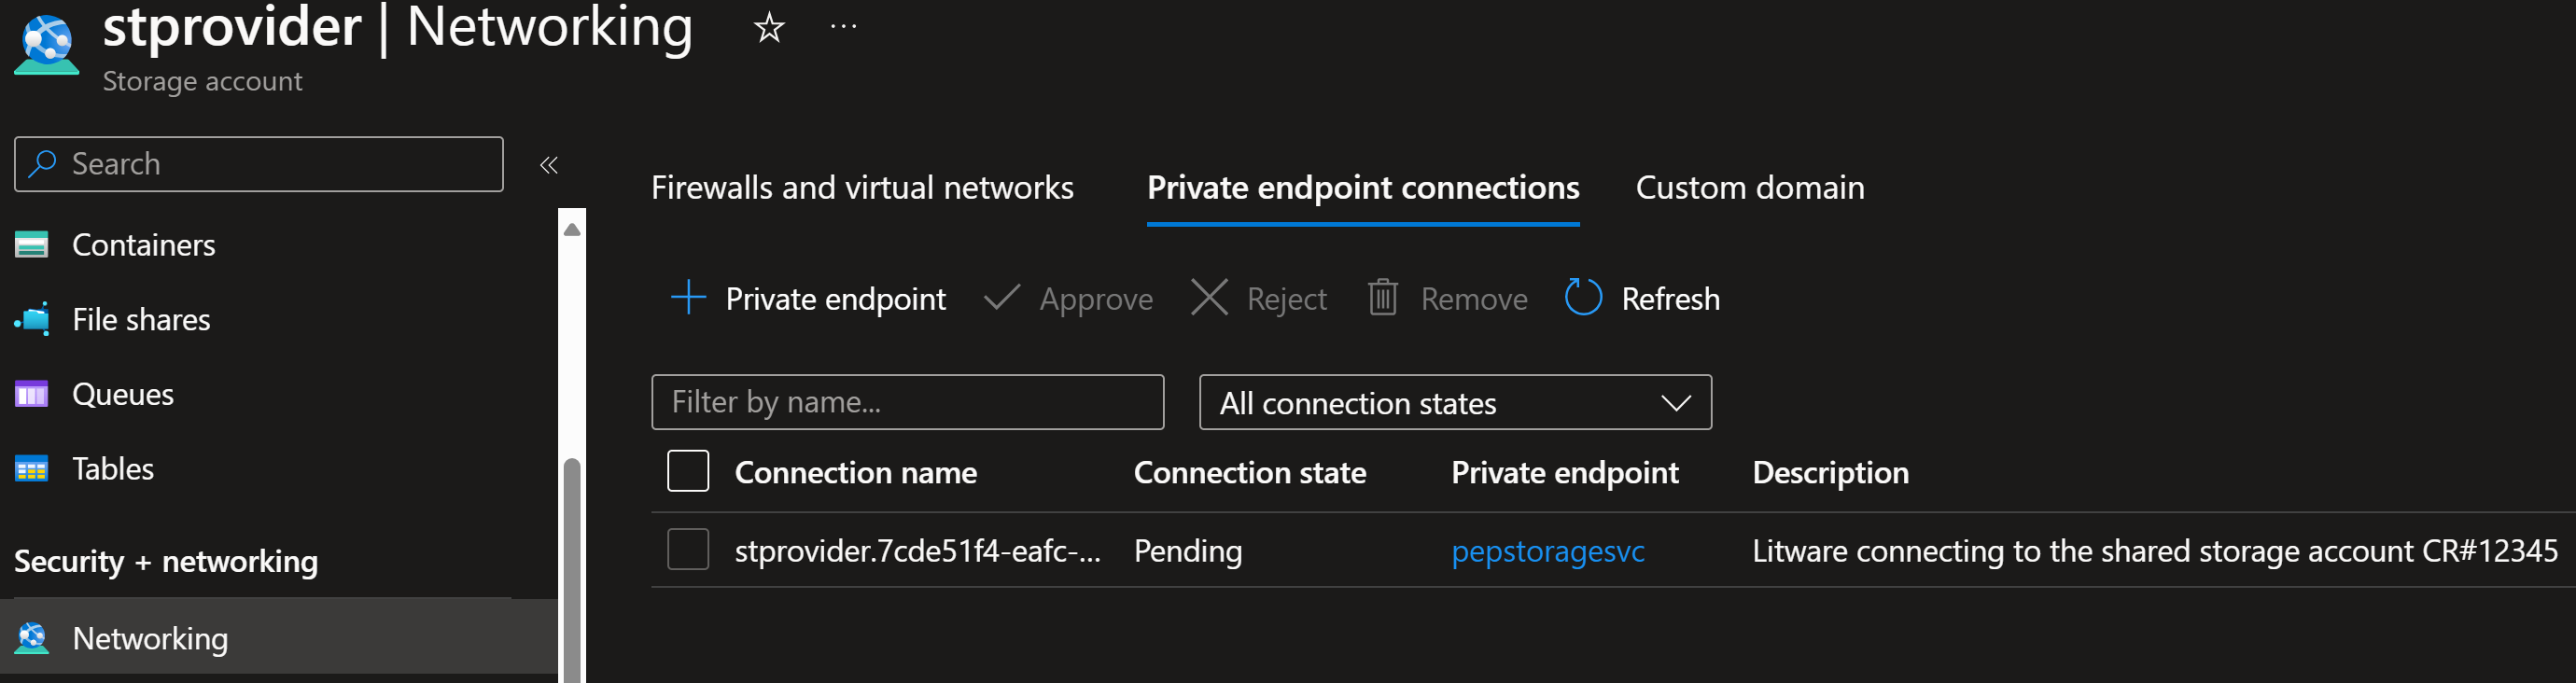 stprovider | Networking
Storage account
Search
Containers
File shares
Queues
Tables
Security + networking
Networking
Firewalls and virtual networks Private endpoint connections Custom domain
Private endpoint Approve Reject Remove Refresh
Filter by name... All connection states
Connection name Connection state Private endpoint Description
stprovider.7cde51f4-eafc-... Pending pepstoragesvc Litware connecting to the shared storage account CR#12345